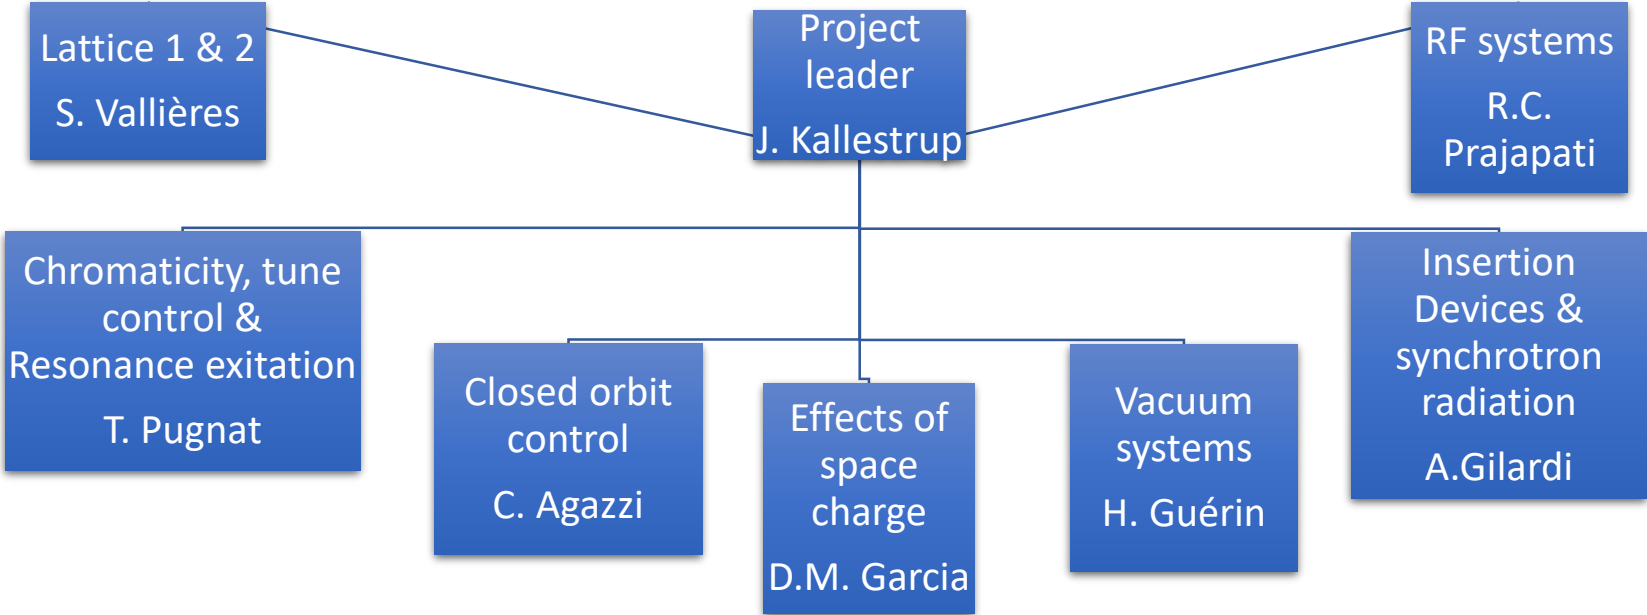 Lattice 1 & 2
S. Vallières
Project
leader
J. Kallestrup
RF systems
R.C.
Prajapati
Chromaticity, tune
control &
Resonance exitation
T. Pugnat
Closed orbit
control
C. Agazzi
Effects of
space
charge
D.M. Garcia
Vacuum
systems
H. Guérin
Insertion
Devices &
synchrotron
radiation
A.Gilardi